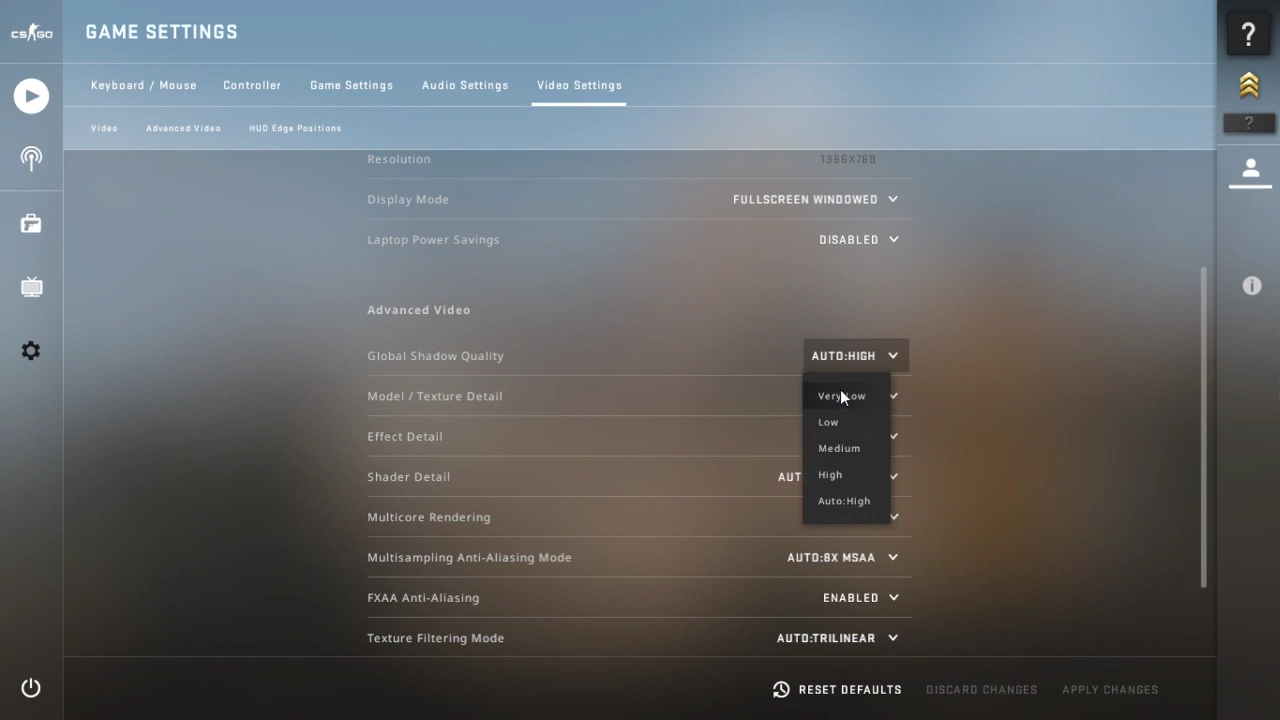 CS GO
GAME SETTINGS
?
Keyboard / Mouse Controller Game Settings Audio Settings Video Settings
?
Video Advanced Video HUD Edge Positions
Resolution 1366X768
Display Mode FULLSCREEN WINDOWED
Laptop Power Savings DISABLED
Advanced Video
Global Shadow Quality AUTO:HIGH
Model / Texture Detail Very Low
Low
Effect Detail
Medium
Shader Detail AUT High
Auto:High
Multicore Rendering
Multisampling Anti-Aliasing Mode AUTO:8X MSAA
FXAA Anti-Aliasing ENABLED
Texture Filtering Mode AUTO:TRILINEAR
RESET DEFAULTS DISCARD CHANGES APPLY CHANGES